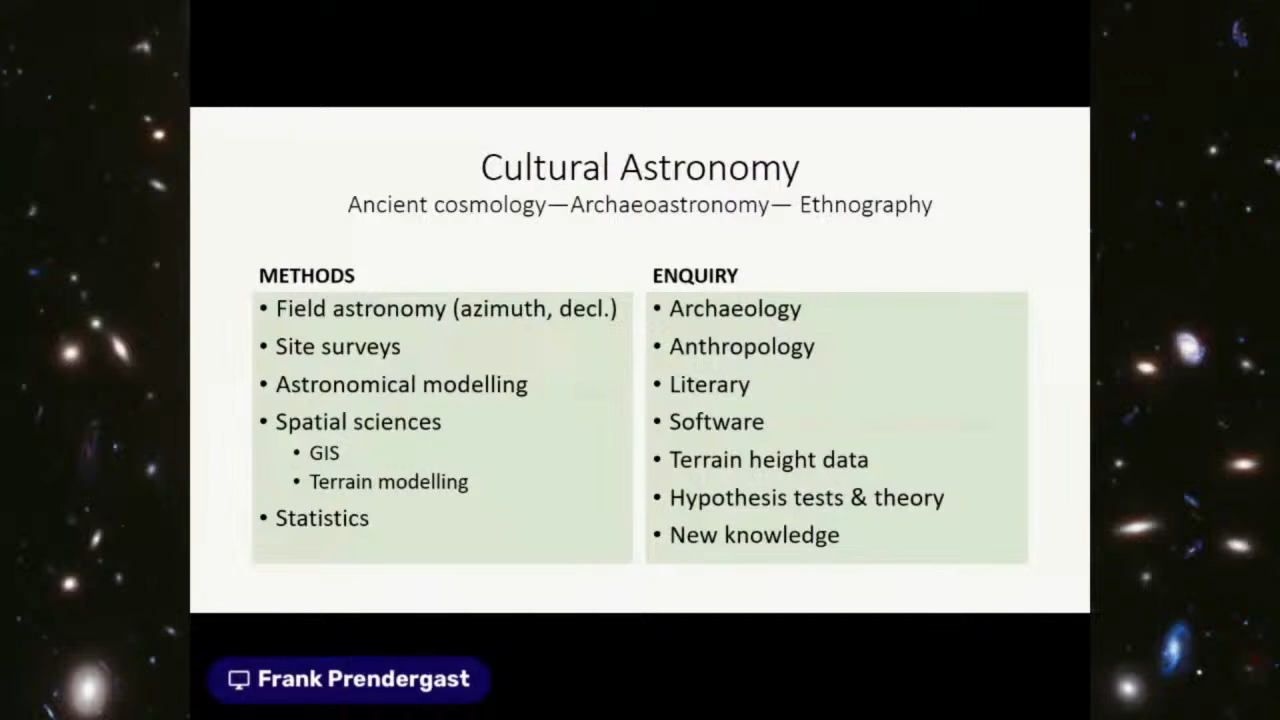 Cultural Astronomy
Ancient cosmology—Archaeoastronomy— Ethnography
METHODS
• Field astronomy (azimuth, decl.)
• Site surveys
• Astronomical modelling
• Spatial sciences
• GIS
• Terrain modelling
• Statistics
ENQUIRY
• Archaeology
• Anthropology
• Literary
• Software
• Terrain height data
• Hypothesis tests & theory
• New knowledge
Frank Prendergast